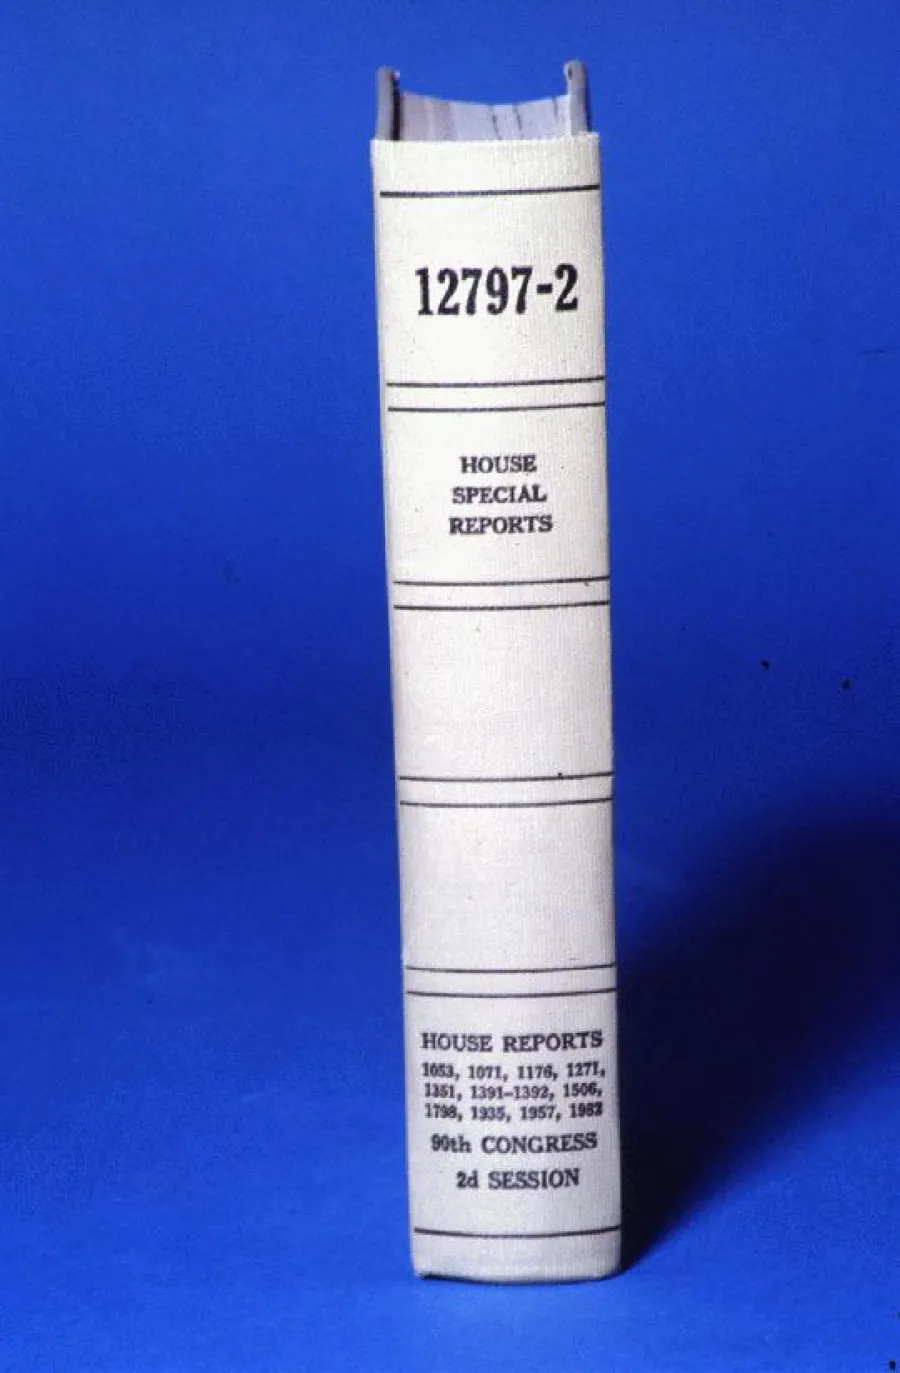 12797-2
HOUSE
SPECIAL
REPORTS
HOUSE REPORTS
1053, 1071, 1176, 1271,
1351, 1391-1392, 1506,
1798, 1935, 1957, 1982
90th CONGRESS
2d SESSION